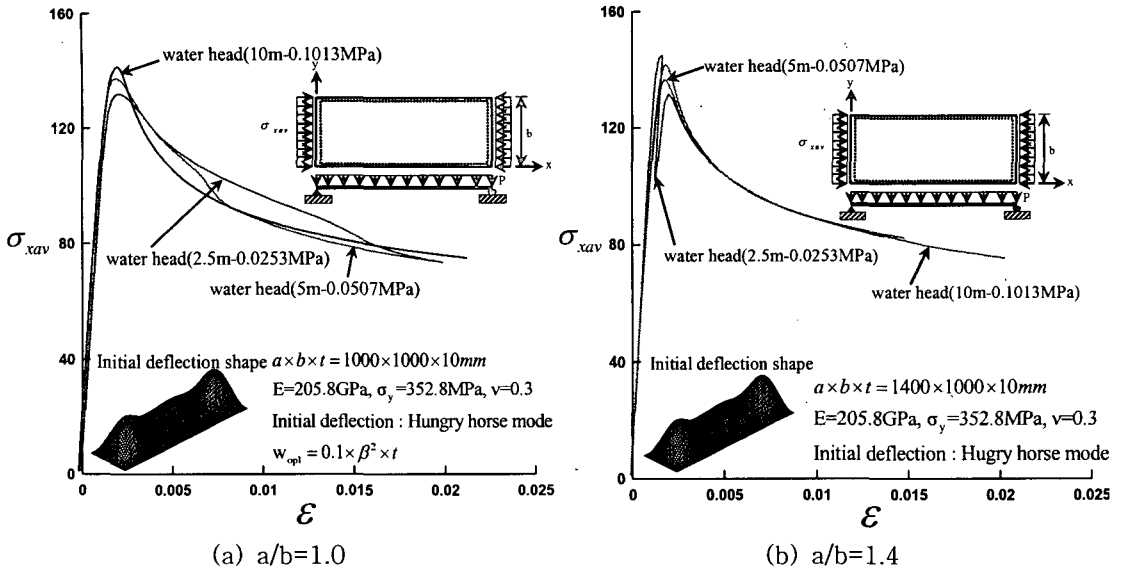 160
water head(10m-0.1013MPa)
y
120
σxav
b
x
P
σxav
80
water head(2.5m-0.0253MPa)
water head(5m-0.0507MPa)
40
Initial deflection shape a×b×t=1000×1000×10mm
E=205.8GPa, σy=352.8MPa, ν=0.3
Initial deflection : Hungry horse mode
wopl = 0.1×β²×t
0
0 0.005 0.01 0.015 0.02 0.025
ε
(a) a/b=1.0
160
water head(5m-0.0507MPa)
y
120
σxav
b
x
P
σxav
80
water head(2.5m-0.0253MPa)
water head(10m-0.1013MPa)
40
Initial deflection shape
a×b×t=1400×1000×10mm
E=205.8GPa, σy=352.8MPa, ν=0.3
Initial deflection : Hugry horse mode
0
0 0.005 0.01 0.015 0.02 0.025
ε
(b) a/b=1.4